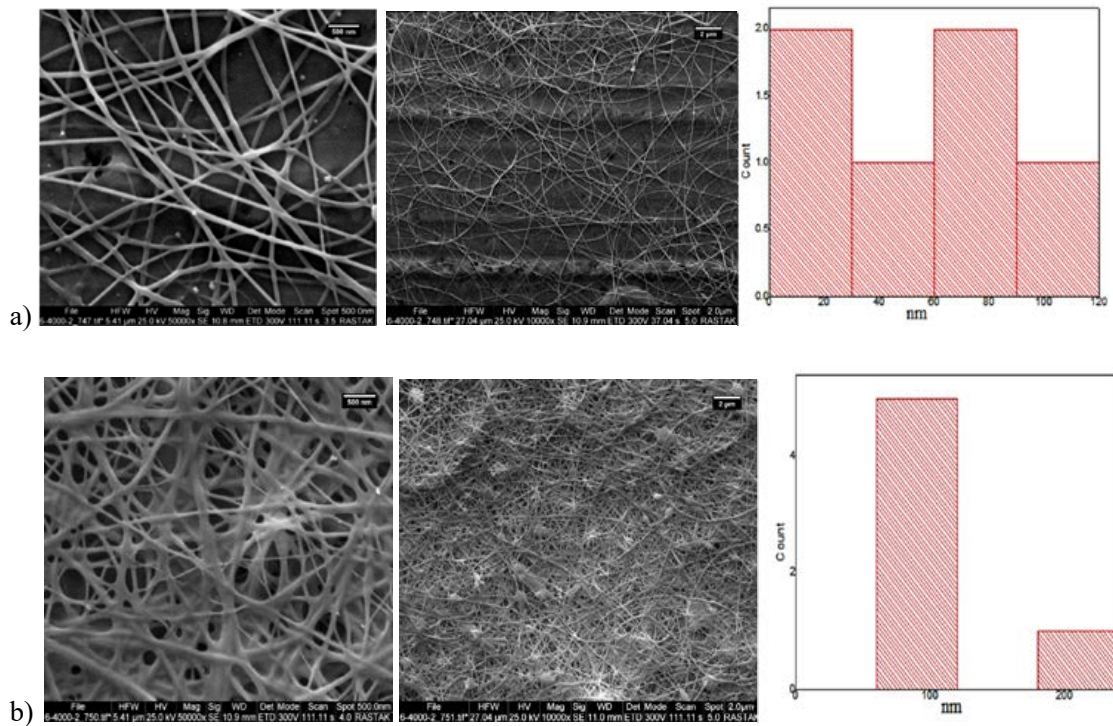 500 nm
2 µm
2.0
1.5
1.0
0.5
0.0
Count
0 20 40 60 80 100 120
nm
File HFW HV Mag Sig WD Det Mode Scan Spot 500.0nm
6-4000-2_747.tif* 5.41 µm 25.0 kV 50000x SE 10.8 mm ETD 300V 111.11 s 3.5 RASTAK
File HFW HV Mag Sig WD Det Mode Scan Spot 2.0µm
6-4000-2_748.tif* 27.04 µm 25.0 kV 10000x SE 10.9 mm ETD 300V 37.04 s 5.0 RASTAK
a)
500 nm
2 µm
4
2
0
Count
100 200
nm
File HFW HV Mag Sig WD Det Mode Scan Spot 500.0nm
6-4000-2_750.tif* 5.41 µm 25.0 kV 50000x SE 10.9 mm ETD 300V 111.11 s 4.0 RASTAK
File HFW HV Mag Sig WD Det Mode Scan Spot 2.0µm
6-4000-2_751.tif* 27.04 µm 25.0 kV 10000x SE 11.0 mm ETD 300V 111.11 s 5.0 RASTAK
b)